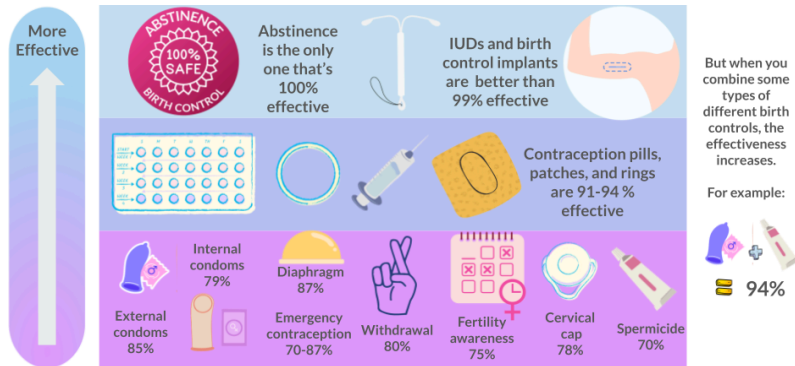 More
Effective
ABSTINENCE
100%
SAFE
BIRTH CONTROL
Abstinence
is the only
one that's
100%
effective
IUDs and birth
control implants
are better than
99% effective
Contraception pills,
patches, and rings
are 91-94 %
effective
Internal
condoms
79%
External
condoms
85%
Diaphragm
87%
Emergency
contraception
70-87%
Withdrawal
80%
Fertility
awareness
75%
Cervical
cap
78%
Spermicide
70%
But when you
combine some
types of
different birth
controls, the
effectiveness
increases.
For example:
+
= 94%